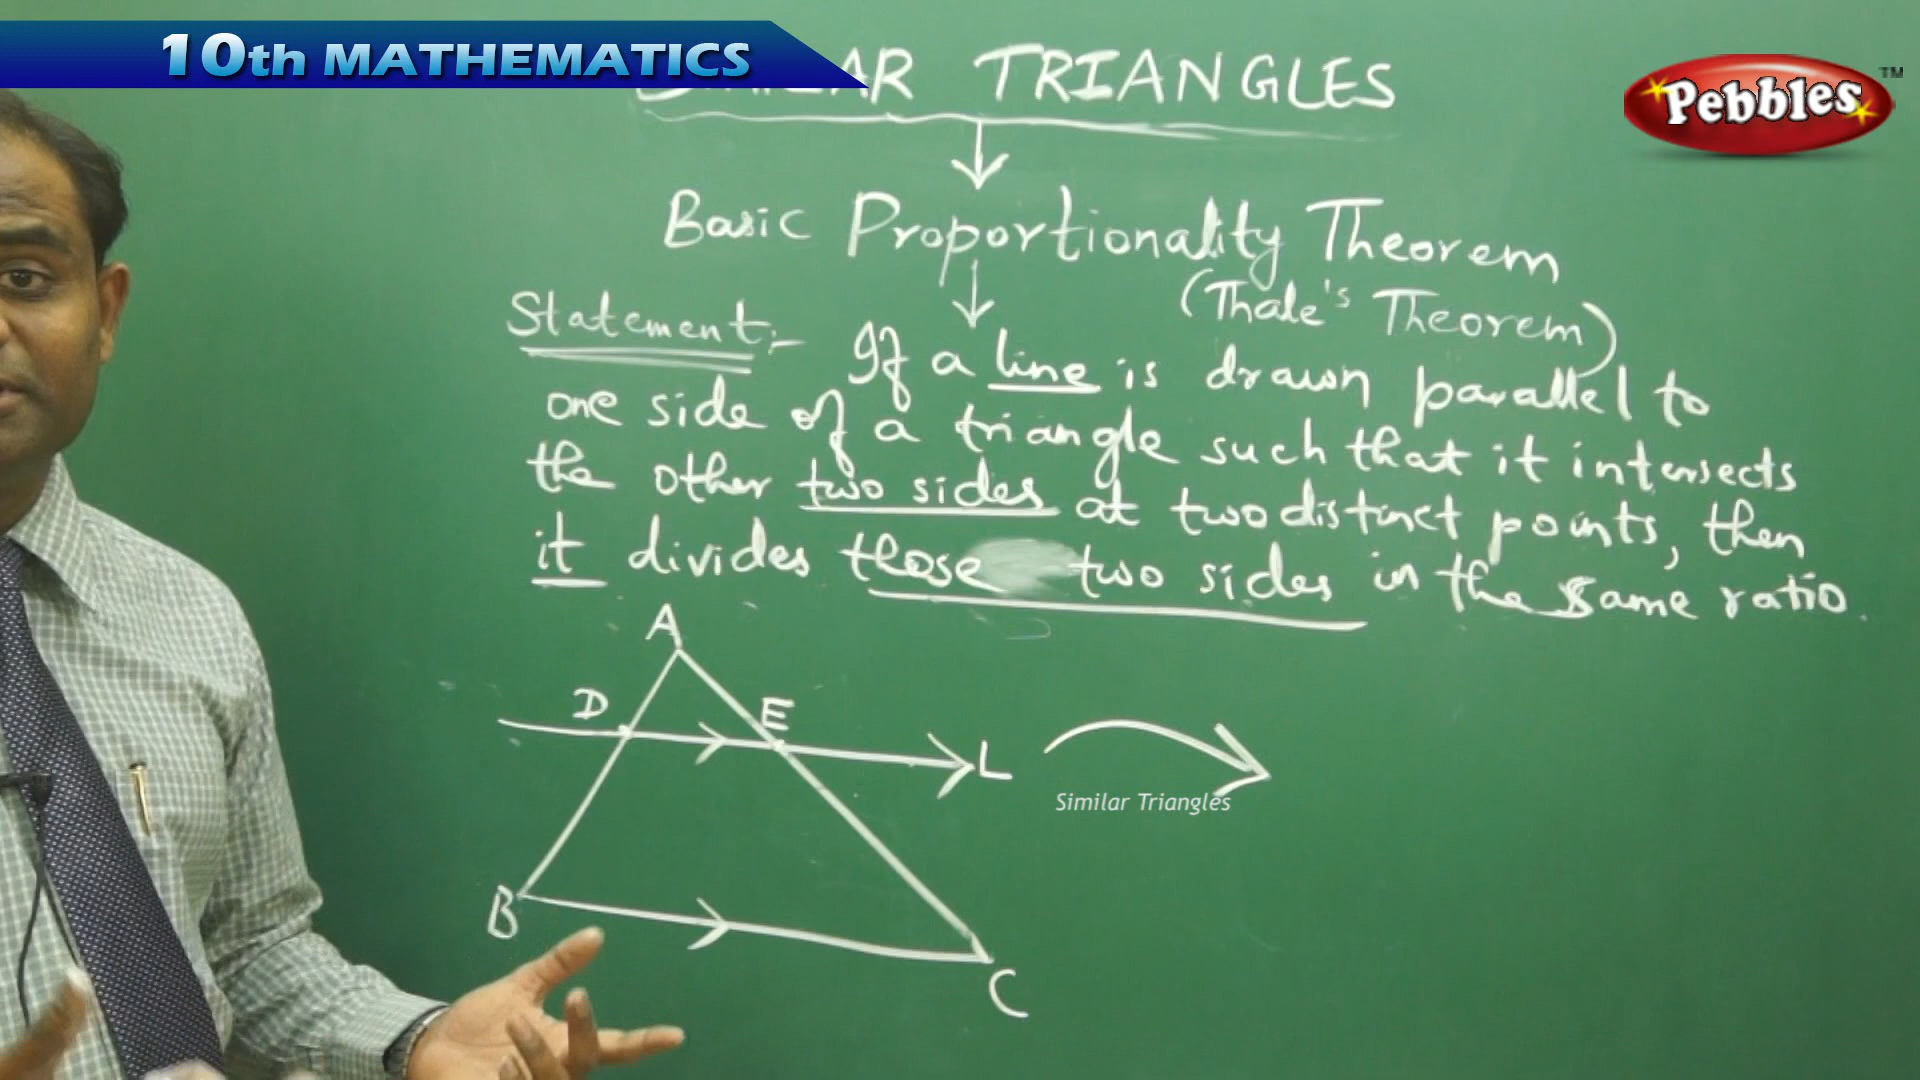 10th MATHEMATICS
TRIANGLES
Pebbles™
Basic Proportionality Theorem
(Thale's Theorem)
Statement:- If a line is drawn parallel to
one side of a triangle such that it intersects
the other two sides at two distinct points, then
it divides those two sides in the same ratio.
A
D
E
L
Similar Triangles
B
C